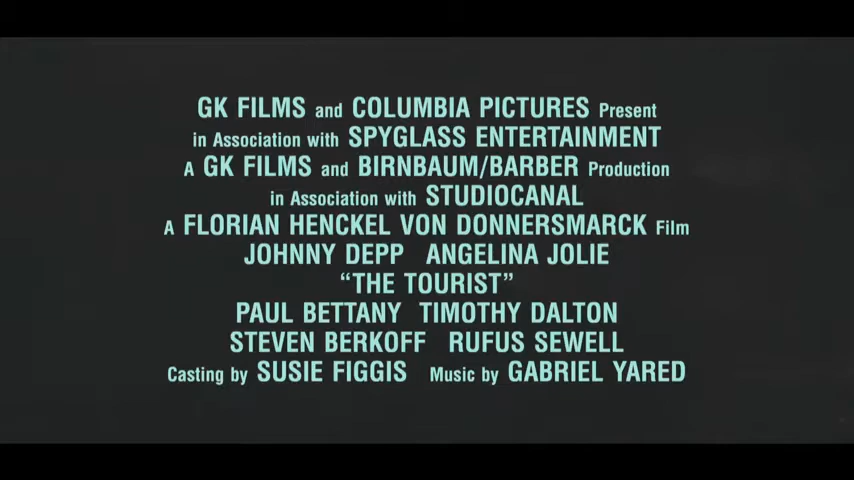 GK FILMS and COLUMBIA PICTURES Present
in Association with SPYGLASS ENTERTAINMENT
A GK FILMS and BIRNBAUM/BARBER Production
in Association with STUDIOCANAL
A FLORIAN HENCKEL VON DONNERSMARCK Film
JOHNNY DEPP ANGELINA JOLIE
“THE TOURIST”
PAUL BETTANY TIMOTHY DALTON
STEVEN BERKOFF RUFUS SEWELL
Casting by SUSIE FIGGIS Music by GABRIEL YARED